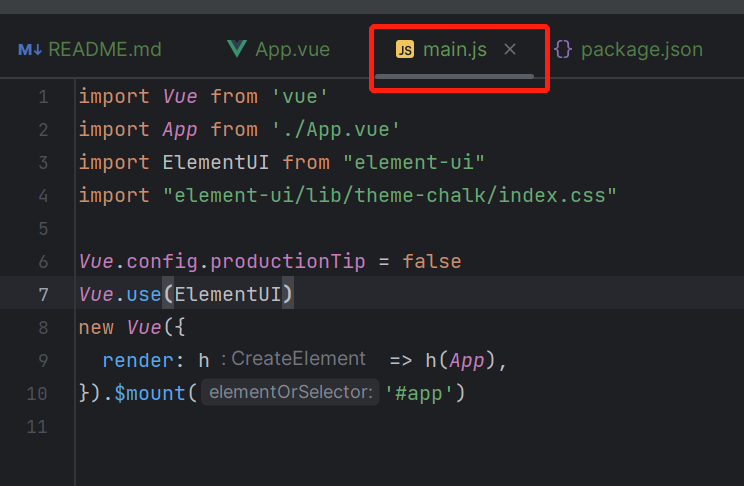 M↓ README.md App.vue JS main.js × {} package.json
1 import Vue from 'vue'
2 import App from './App.vue'
3 import ElementUI from "element-ui"
4 import "element-ui/lib/theme-chalk/index.css"
5
6 Vue.config.productionTip = false
7 Vue.use(ElementUI)
8 new Vue({
9 render: h : CreateElement => h(App),
10 }).$mount( elementOrSelector: '#app')
11